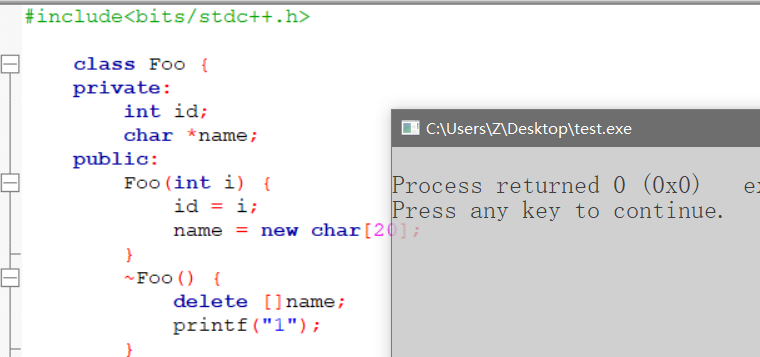 #include<bits/stdc++.h>
class Foo {
private:
int id;
char *name;
public:
Foo(int i) {
id = i;
name = new char[20];
}
~Foo() {
delete []name;
printf("1");
}
C:\Users\Z\Desktop\test.exe
Process returned 0 (0x0)
Press any key to continue.